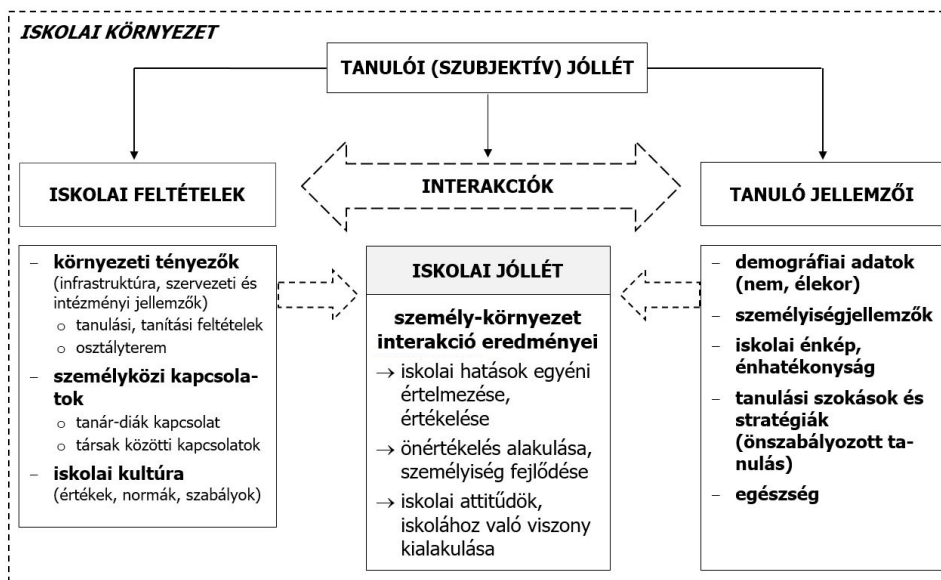 ISKOLAI KÖRNYEZET
TANULÓI (SZUBJEKTÍV) JÓLLÉT
ISKOLAI FELTÉTELEK
INTERAKCIÓK
TANULÓ JELLEMZŐI
– környezeti tényezők
(infrastruktúra, szervezeti és
intézményi jellemzők)
o tanulási, tanítási feltételek
o osztályterem
– személyközi kapcsola-
tok
o tanár-diák kapcsolat
o társak közötti kapcsolatok
– iskolai kultúra
(értékek, normák, szabályok)
ISKOLAI JÓLLÉT
személy-környezet
interakció eredményei
→ iskolai hatások egyéni
értelmezése,
értékelése
→ önértékelés alakulása,
személyiség fejlődése
→ iskolai attitűdök,
iskolához való viszony
kialakulása
– demográfiai adatok
(nem, élekor)
– személyiségjellemzők
– iskolai énkép,
énhatékonyság
– tanulási szokások és
stratégiák
(önszabályozott ta-
nulás)
– egészség